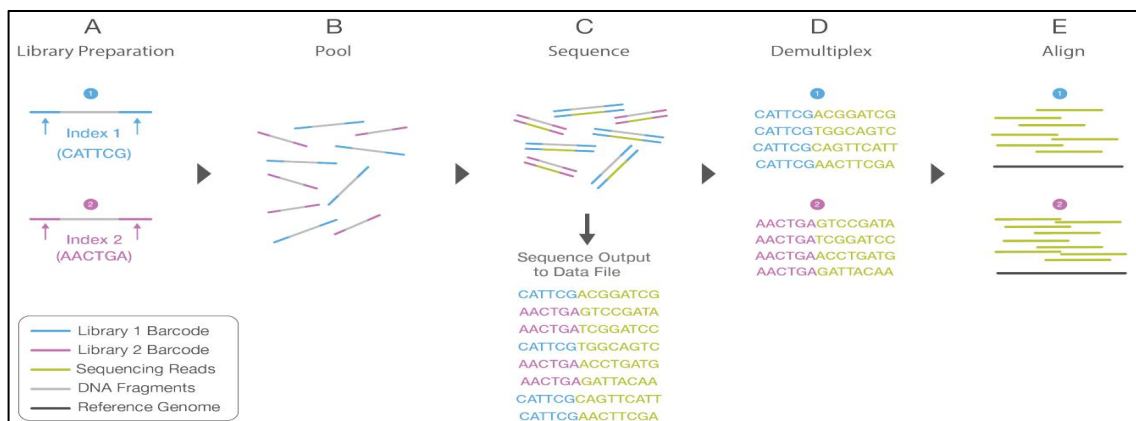 A
Library Preparation
1
Index 1
(CATTCG)
2
Index 2
(AACTGA)
B
Pool
C
Sequence
Sequence Output
to Data File
CATTCGACGGATCG
AACTGAGTCCGATA
AACTGATCGGATCC
CATTCGTGGCAGTC
AACTGAACCTGATG
AACTGAGATTACAA
CATTCGCAGTTCATT
CATTCGAACTTCGA
D
Demultiplex
1
CATTCGACGGATCG
CATTCGTGGCAGTC
CATTCGCAGTTCATT
CATTCGAACTTCGA
2
AACTGAGTCCGATA
AACTGATCGGATCC
AACTGAACCTGATG
AACTGAGATTACAA
E
Align
1
2
Library 1 Barcode
Library 2 Barcode
Sequencing Reads
DNA Fragments
Reference Genome